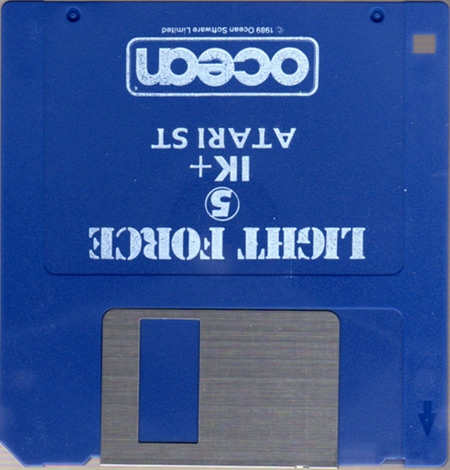 LIGHT FORCE
5
IK+
ATARI ST
ocean
© 1989 Ocean Software Limited